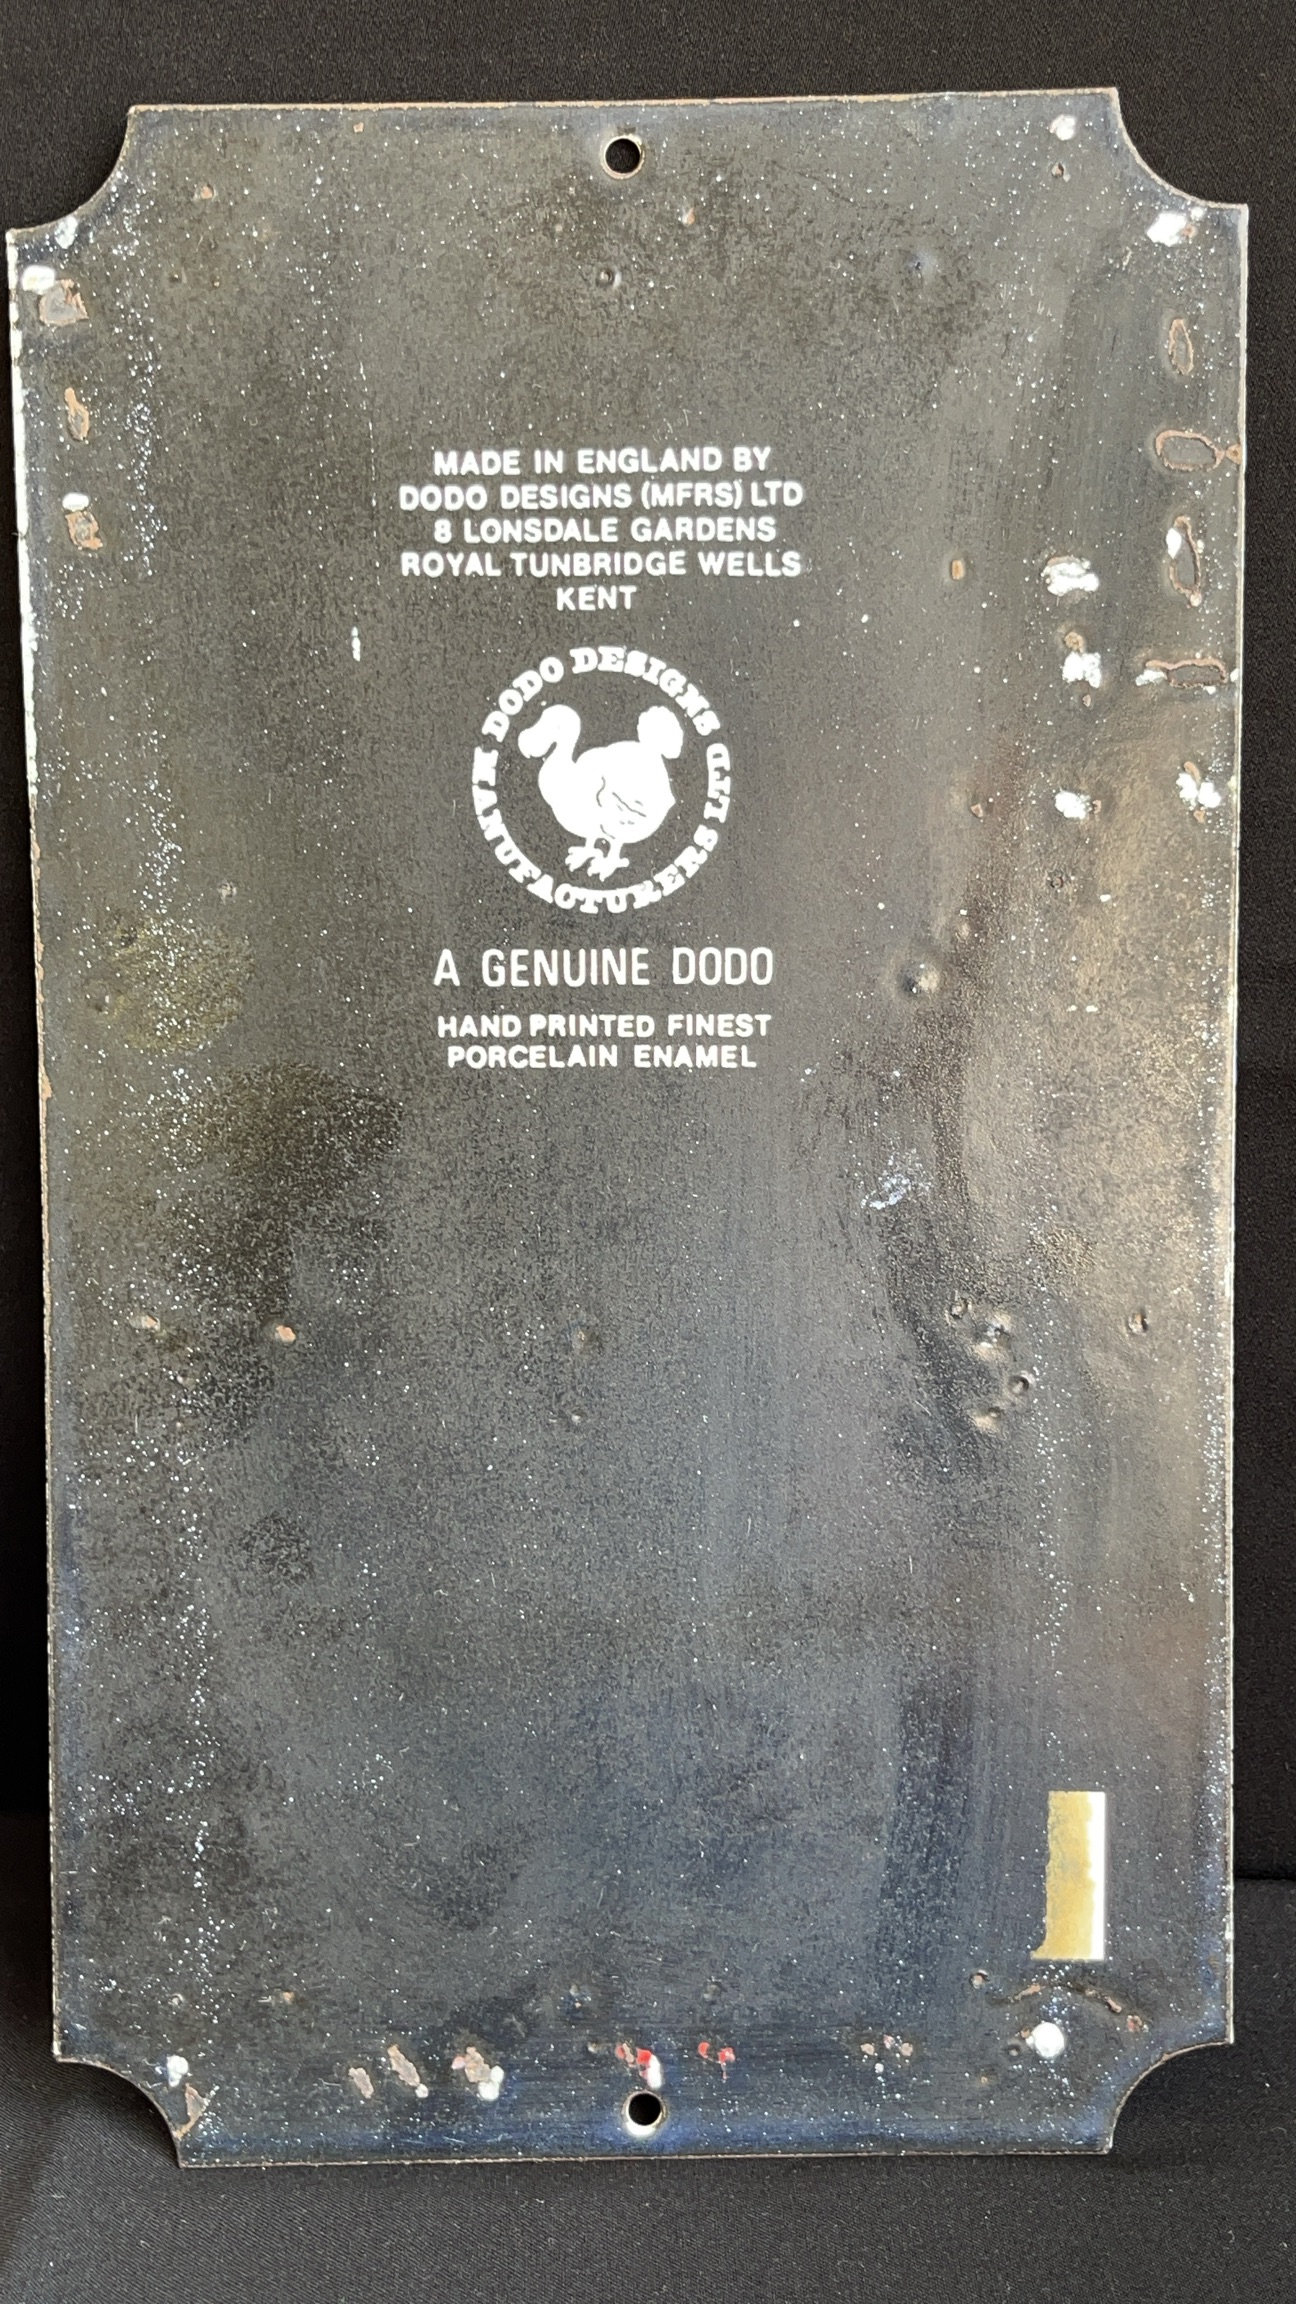 MADE IN ENGLAND BY
DODO DESIGNS (MFRS) LTD
8 LONSDALE GARDENS
ROYAL TUNBRIDGE WELLS
KENT
DODO DESIGNS LTD
MANUFACTURERS
A GENUINE DODO
HAND PRINTED FINEST
PORCELAIN ENAMEL